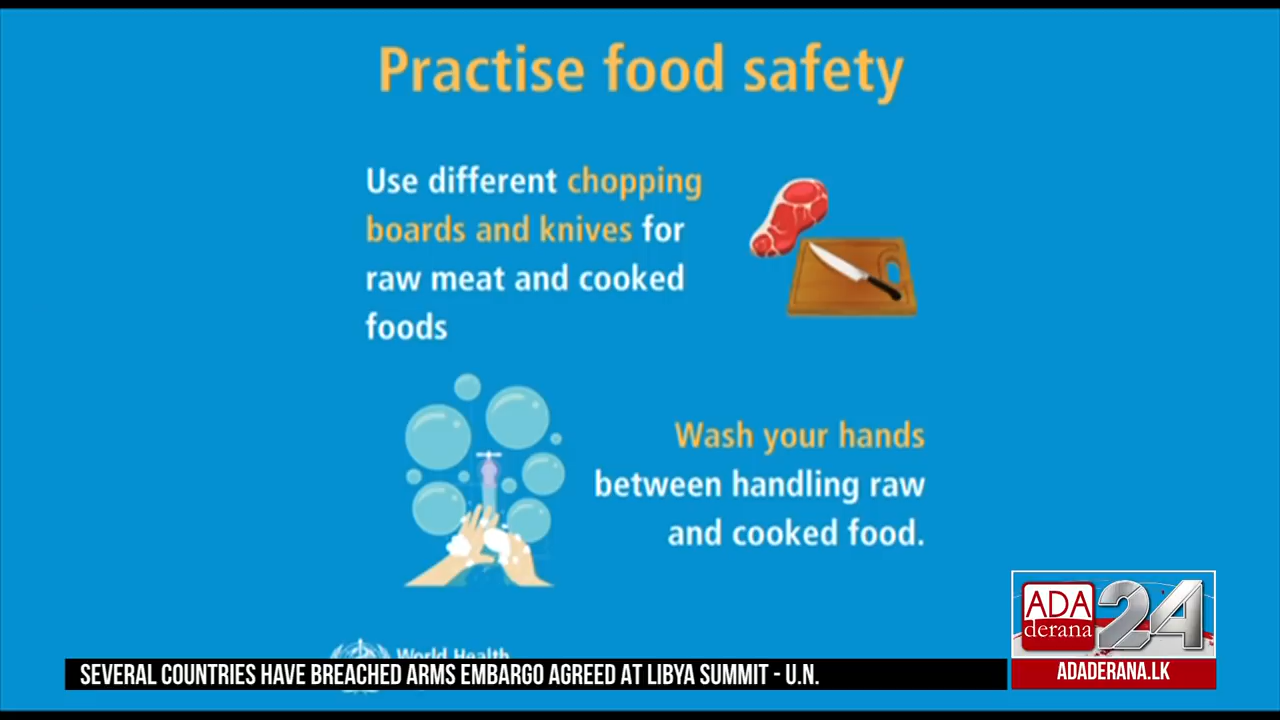 Practise food safety
Use different chopping
boards and knives for
raw meat and cooked
foods
Wash your hands
between handling raw
and cooked food.
World Health
SEVERAL COUNTRIES HAVE BREACHED ARMS EMBARGO AGREED AT LIBYA SUMMIT - U.N.
ADA
derana
24
ADADERANA.LK